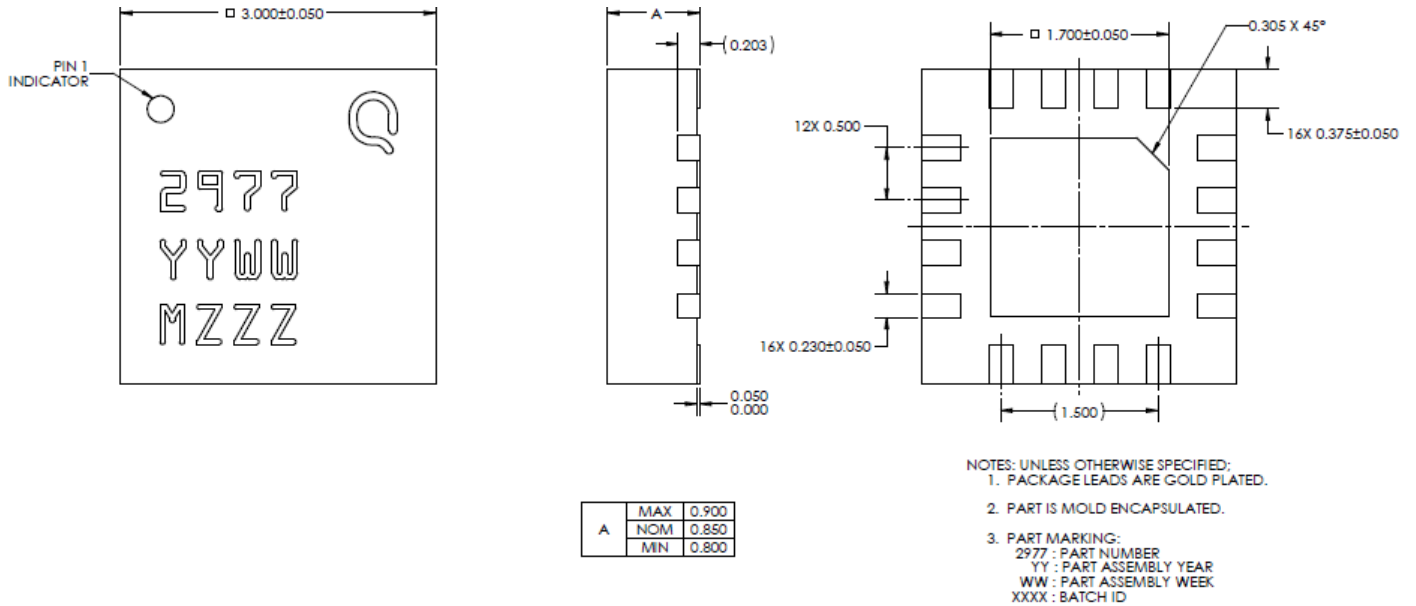 □ 3.000±0.050
PIN 1
INDICATOR
2977
YYWW
MZZZ
A
(0.203)
0.050
0.000
□ 1.700±0.050
0.305 X 45°
12X 0.500
16X 0.375±0.050
16X 0.230±0.050
(1.500)
A
MAX 0.900
NOM 0.850
MIN 0.800
NOTES: UNLESS OTHERWISE SPECIFIED;
1. PACKAGE LEADS ARE GOLD PLATED.
2. PART IS MOLD ENCAPSULATED.
3. PART MARKING:
2977 : PART NUMBER
YY : PART ASSEMBLY YEAR
WW : PART ASSEMBLY WEEK
XXXX : BATCH ID